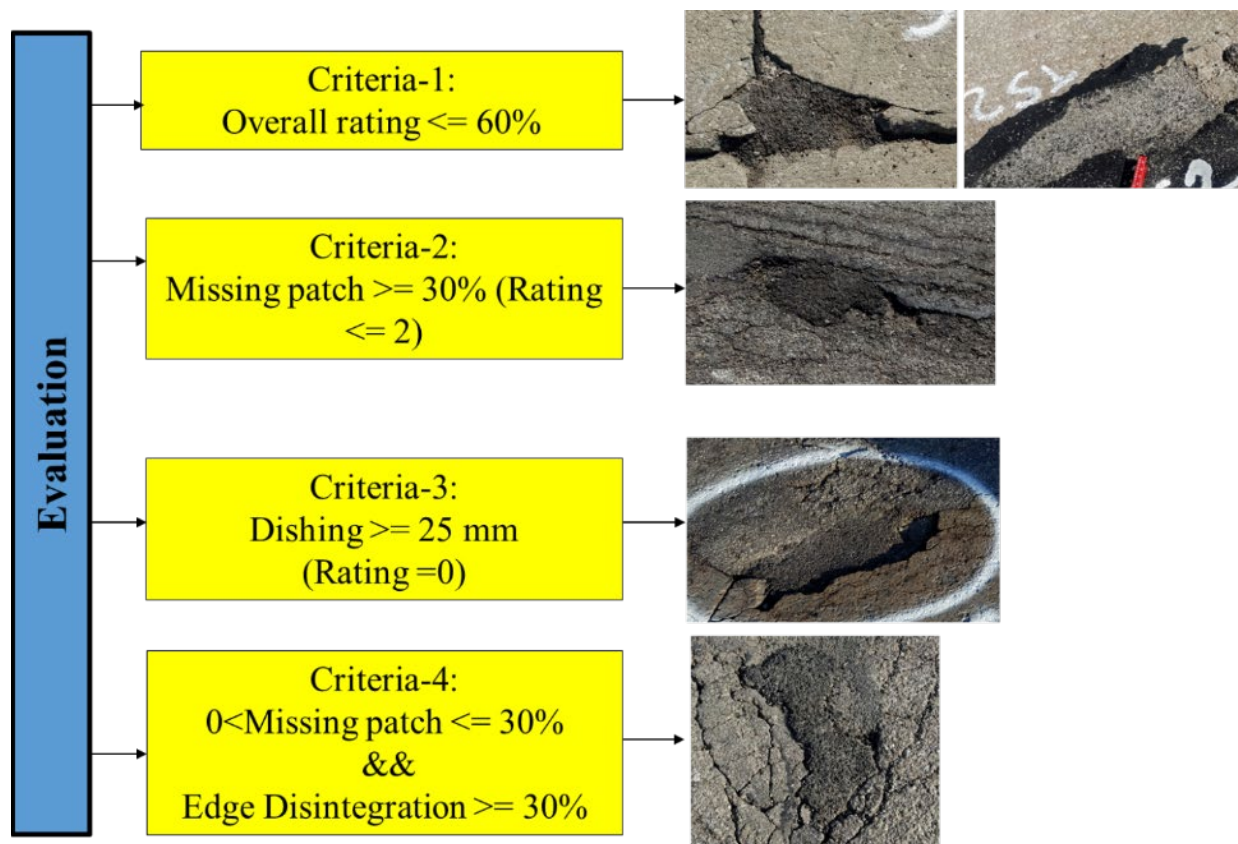 Evaluation
Criteria-1:
Overall rating <= 60%
Criteria-2:
Missing patch >= 30% (Rating
<= 2)
Criteria-3:
Dishing >= 25 mm
(Rating =0)
Criteria-4:
0<Missing patch <= 30%
&&
Edge Disintegration >= 30%